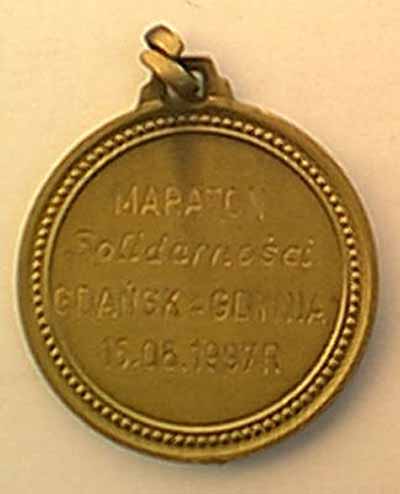 MARATON
Solidarności
GDAŃSK-GDYNIA
15.08.1997R